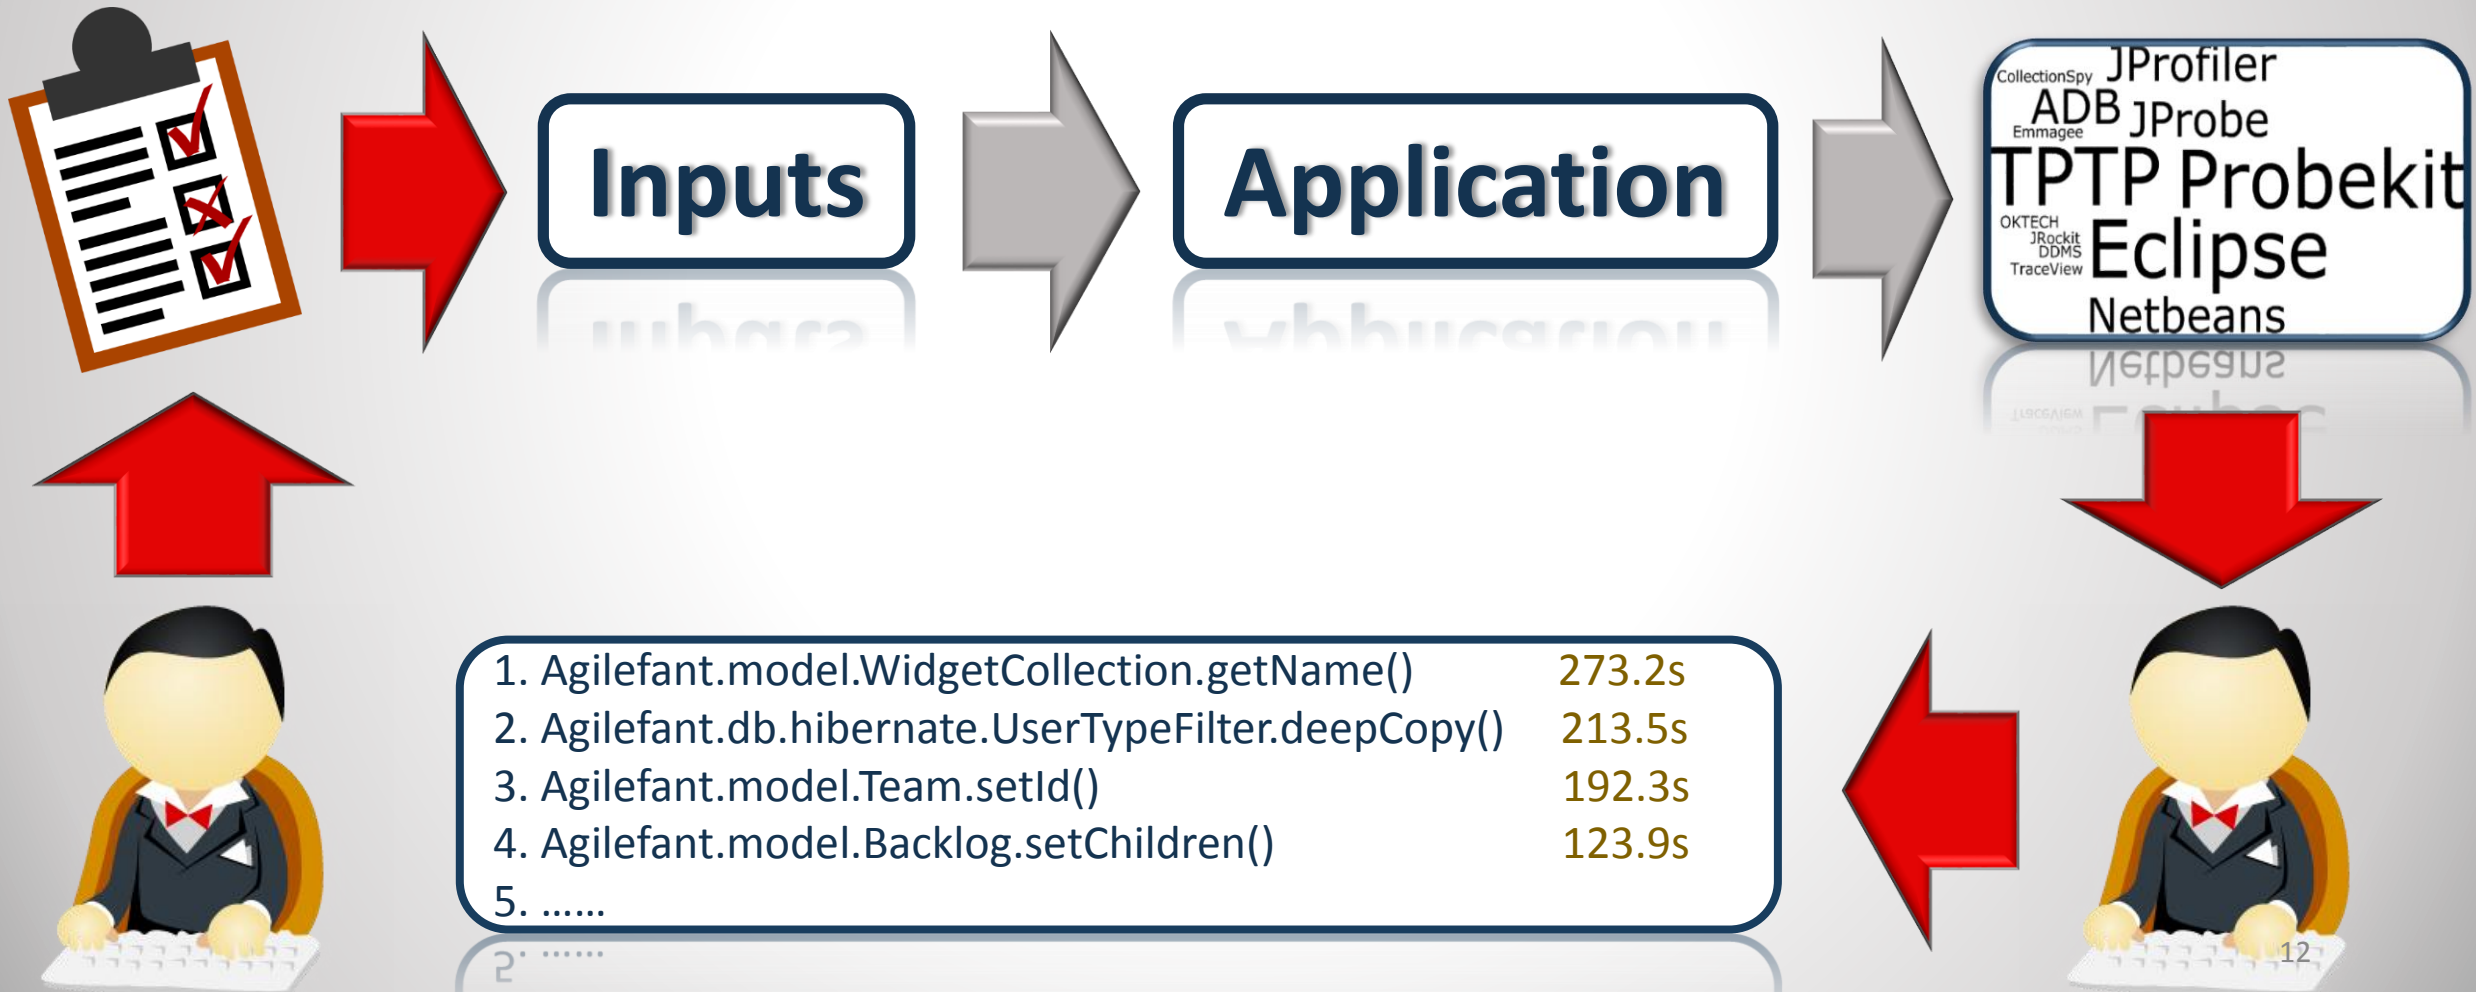 Inputs
Application
JProfiler
CollectionSpy
ADB
Emmagee
JProbe
TPTP Probekit
OKTECH
JRockit
DDMS
TraceView
Eclipse
Netbeans
1. Agilefant.model.WidgetCollection.getName() 273.2s
2. Agilefant.db.hibernate.UserTypeFilter.deepCopy() 213.5s
3. Agilefant.model.Team.setId() 192.3s
4. Agilefant.model.Backlog.setChildren() 123.9s
5. ……
12